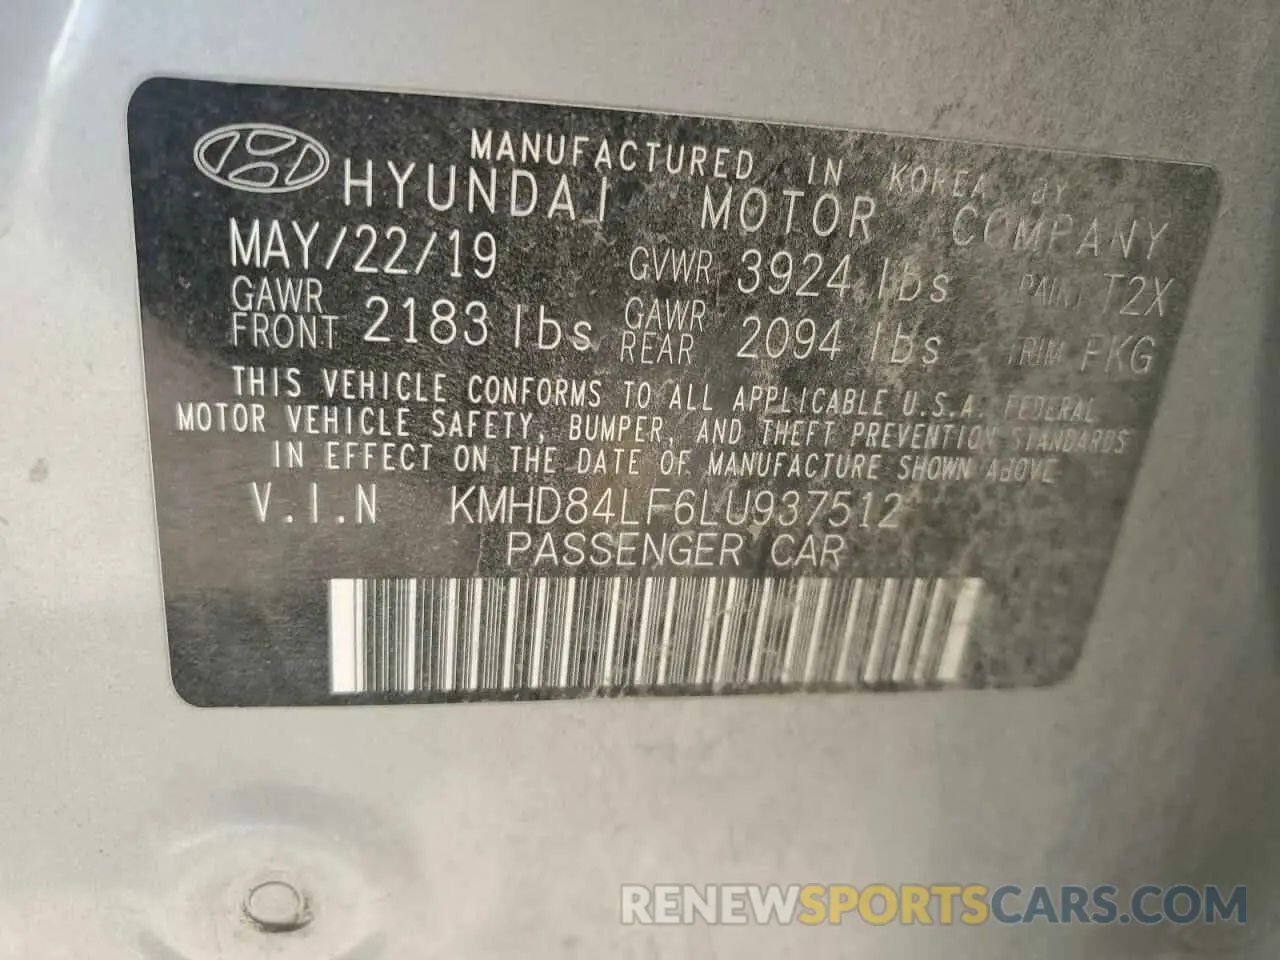 MANUFACTURED IN KOREA BY
HYUNDAI MOTOR COMPANY
MAY/22/19 GVWR 3924 lbs PAINT T2X
GAWR FRONT 2183 lbs GAWR REAR 2094 lbs TRIM PKG
THIS VEHICLE CONFORMS TO ALL APPLICABLE U.S.A. FEDERAL
MOTOR VEHICLE SAFETY, BUMPER, AND THEFT PREVENTION STANDARDS
IN EFFECT ON THE DATE OF MANUFACTURE SHOWN ABOVE
V.I.N KMHD84LF6LU937512
PASSENGER CAR
RENEWSPORTSCARS.COM